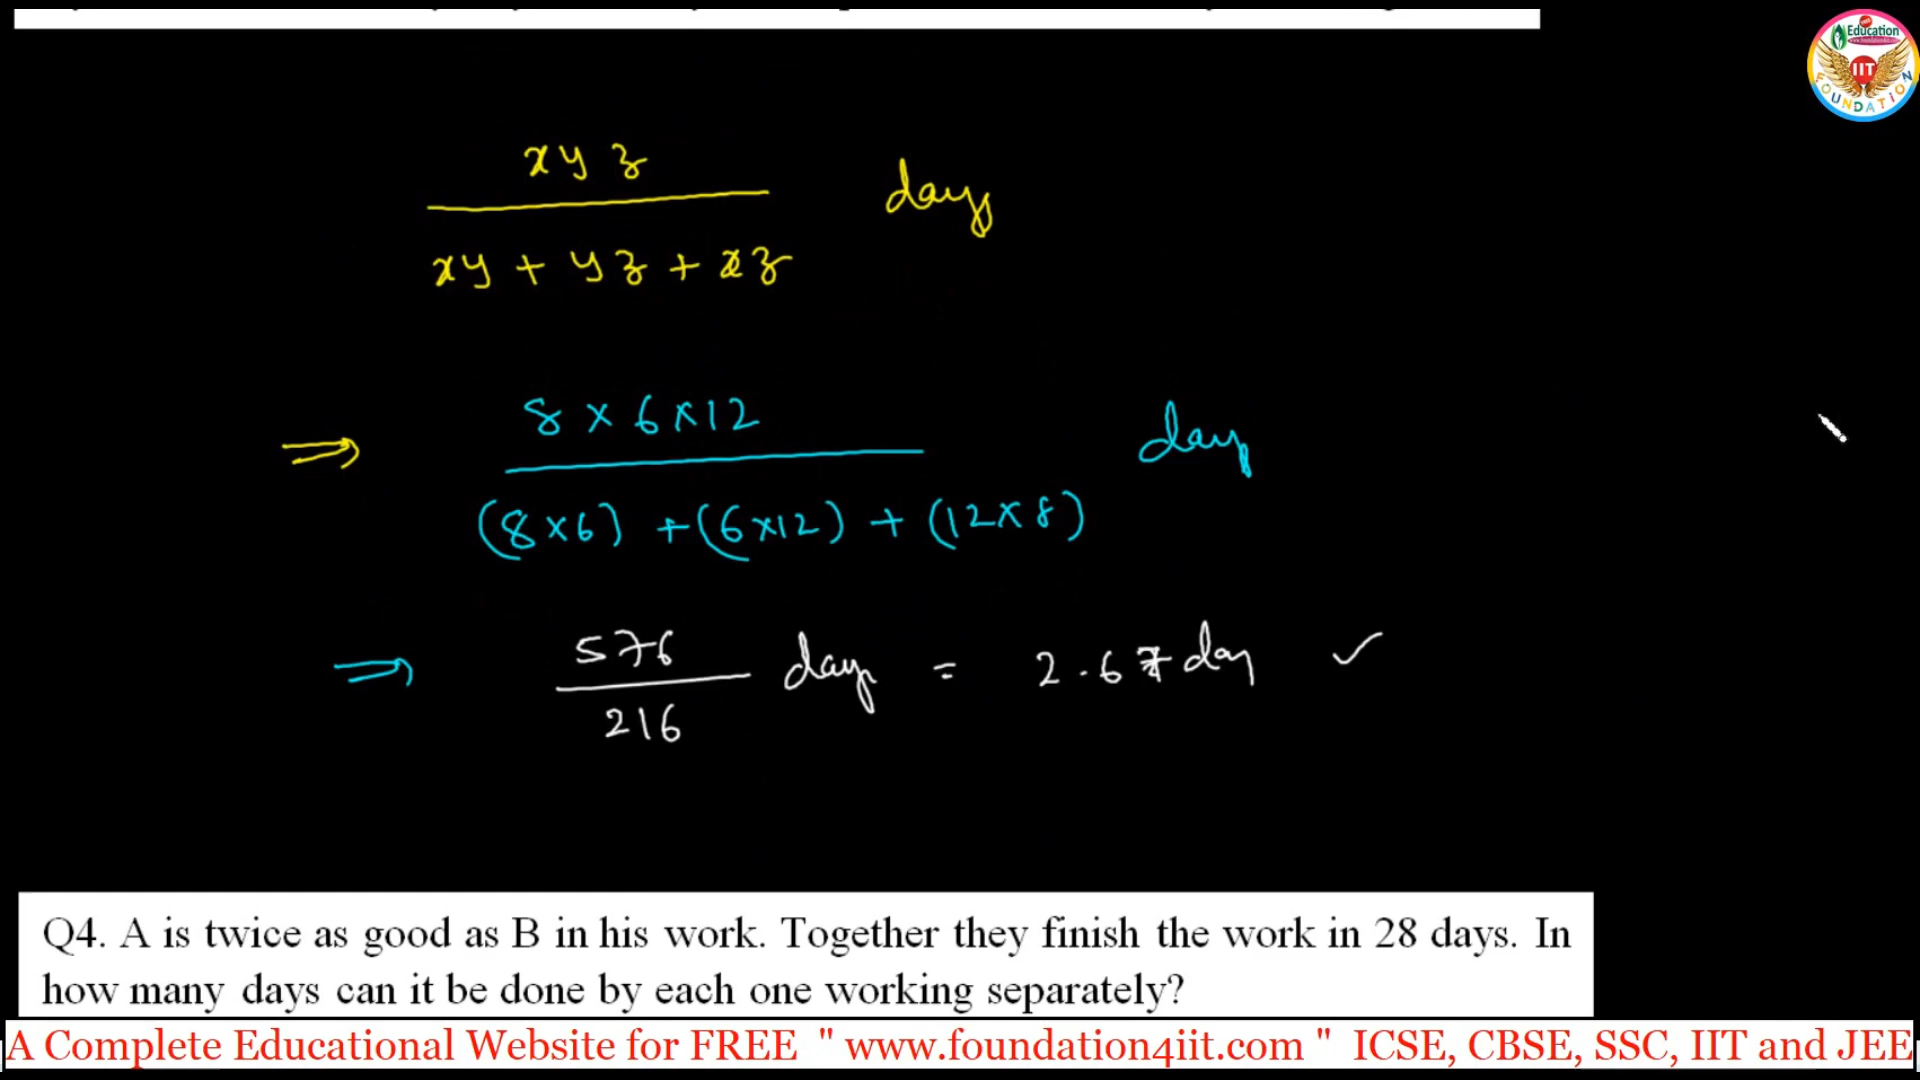 Education
IIT
FOUNDATION
xyz
days
xy + yz + xz
⇒ 8 × 6 × 12
day
(8×6) + (6×12) + (12×8)
⇒ 576
days = 2.67 day ✓
216
Q4. A is twice as good as B in his work. Together they finish the work in 28 days. In
how many days can it be done by each one working separately?
A Complete Educational Website for FREE " www.foundation4iit.com " ICSE, CBSE, SSC, IIT and JEE